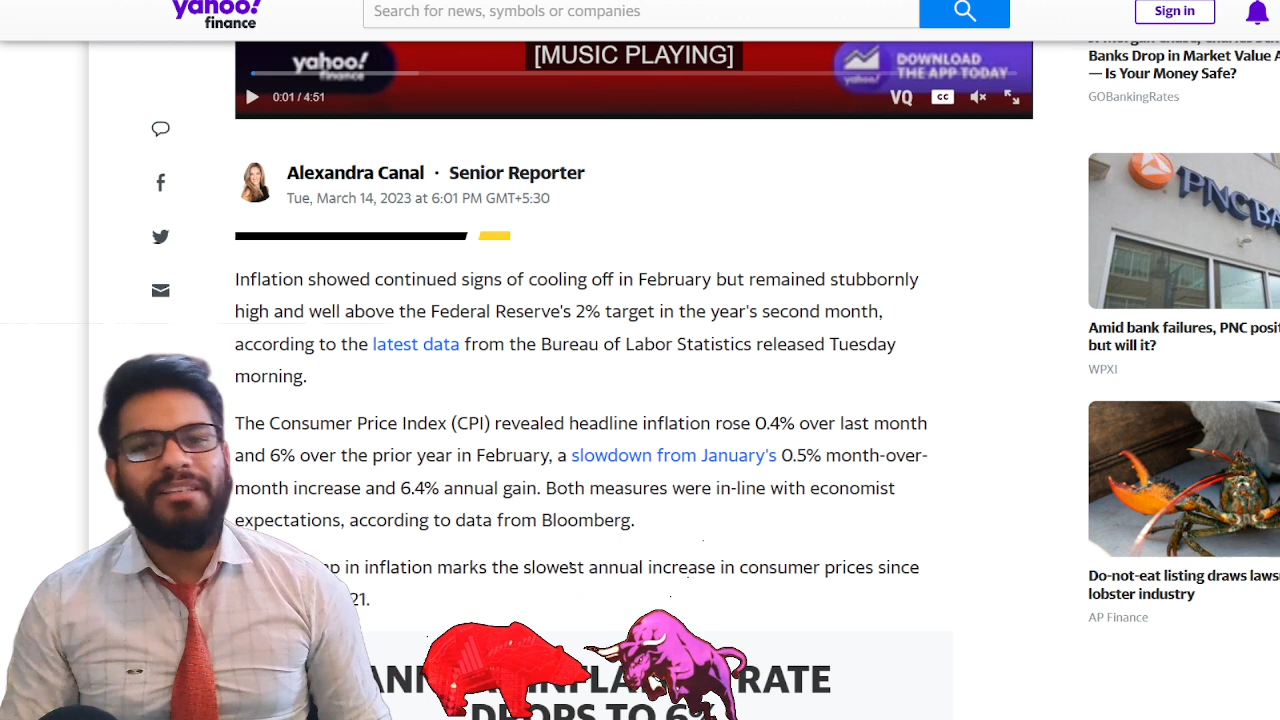 yahoo!
finance
Search for news, symbols or companies
Sign in
[MUSIC PLAYING]
yahoo!
finance
DOWNLOAD
THE APP TODAY
yahoo!
0:01 / 4:51
VQ
CC
Banks Drop in Market Value
— Is Your Money Safe?
GOBankingRates
Alexandra Canal · Senior Reporter
Tue, March 14, 2023 at 6:01 PM GMT+5:30
PNC BA
Inflation showed continued signs of cooling off in February but remained stubbornly
high and well above the Federal Reserve's 2% target in the year's second month,
according to the latest data from the Bureau of Labor Statistics released Tuesday
morning.
Amid bank failures, PNC posit
but will it?
WPXI
The Consumer Price Index (CPI) revealed headline inflation rose 0.4% over last month
and 6% over the prior year in February, a slowdown from January's 0.5% month-over-
month increase and 6.4% annual gain. Both measures were in-line with economist
expectations, according to data from Bloomberg.
in inflation marks the slowest annual increase in consumer prices since
21.
Do-not-eat listing draws laws
lobster industry
AP Finance
RATE
DROPS TO 6%